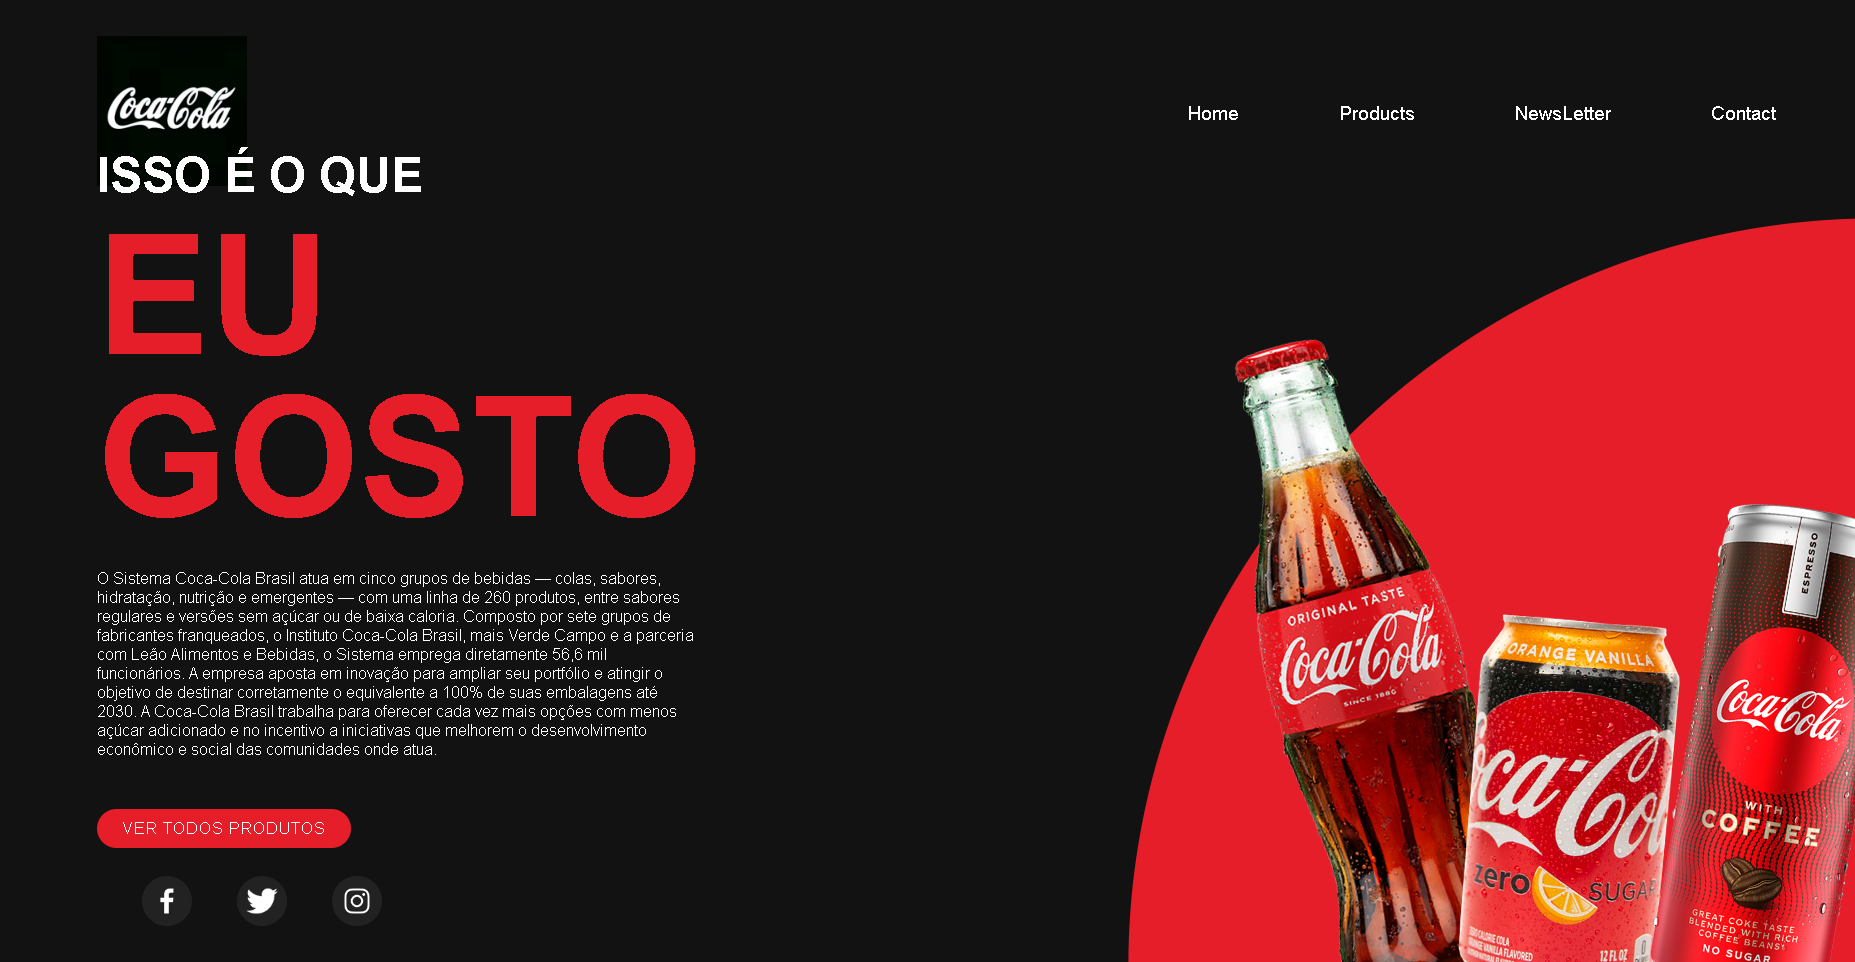 Coca-Cola
Home
Products
NewsLetter
Contact
ISSO É O QUE
EU
GOSTO
O Sistema Coca-Cola Brasil atua em cinco grupos de bebidas — colas, sabores,
hidratação, nutrição e emergentes — com uma linha de 260 produtos, entre sabores
regulares e versões sem açúcar ou de baixa caloria. Composto por sete grupos de
fabricantes franqueados, o Instituto Coca-Cola Brasil, mais Verde Campo e a parceria
com Leão Alimentos e Bebidas, o Sistema emprega diretamente 56,6 mil
funcionários. A empresa aposta em inovação para ampliar seu portfólio e atingir o
objetivo de destinar corretamente o equivalente a 100% de suas embalagens até
2030. A Coca-Cola Brasil trabalha para oferecer cada vez mais opções com menos
açúcar adicionado e no incentivo a iniciativas que melhorem o desenvolvimento
econômico e social das comunidades onde atua.
VER TODOS PRODUTOS
ORIGINAL TASTE
Coca-Cola
SINCE 1886
ORANGE VANILLA
oca-Co
zero
SUGAR
ZERO CALORIE COLA
ORANGE VANILLA FLAVORED
12 FL OZ
ESPRESSO
Coca-Cola
WITH
COFFEE
GREAT COKE TASTE
BLENDED WITH RICH
COFFEE BEANS!
NO SUGAR